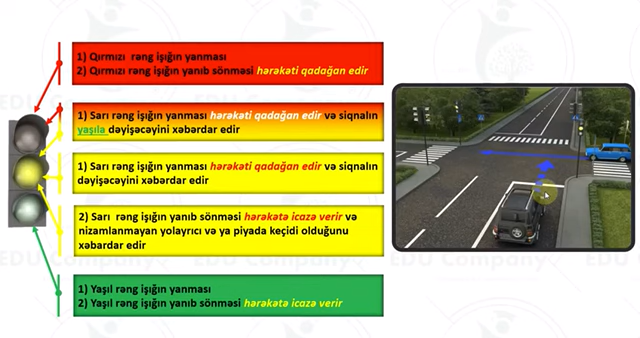 1) Qırmızı rəng işığın yanması
2) Qırmızı rəng işığın yanıb sönməsi hərəkəti qadağan edir
1) Sarı rəng işığın yanması hərəkəti qadağan edir və siqnalın
yaşıla dəyişəcəyini xəbərdar edir
1) Sarı rəng işığın yanması hərəkəti qadağan edir və siqnalın
dəyişəcəyini xəbərdar edir
2) Sarı rəng işığın yanıb sönməsi hərəkətə icazə verir və
nizamlanmayan yolayrıcı və ya piyada keçidi olduğunu
xəbardar edir
1) Yaşıl rəng işığın yanması
2) Yaşıl rəng işığın yanıb sönməsi hərəkətə icazə verir
EDU Company